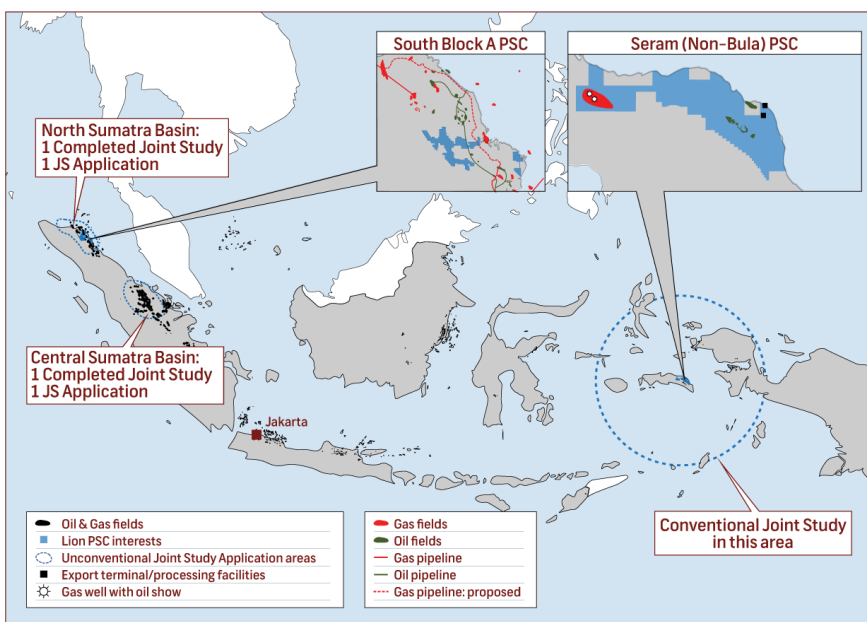 South Block A PSC
Seram (Non-Bula) PSC
North Sumatra Basin:
1 Completed Joint Study
1 JS Application
Central Sumatra Basin:
1 Completed Joint Study
1 JS Application
Jakarta
Conventional Joint Study
in this area
Oil & Gas fields
Lion PSC interests
Unconventional Joint Study Application areas
Export terminal/processing facilities
Gas well with oil show
Gas fields
Oil fields
Gas pipeline
Oil pipeline
Gas pipeline: proposed